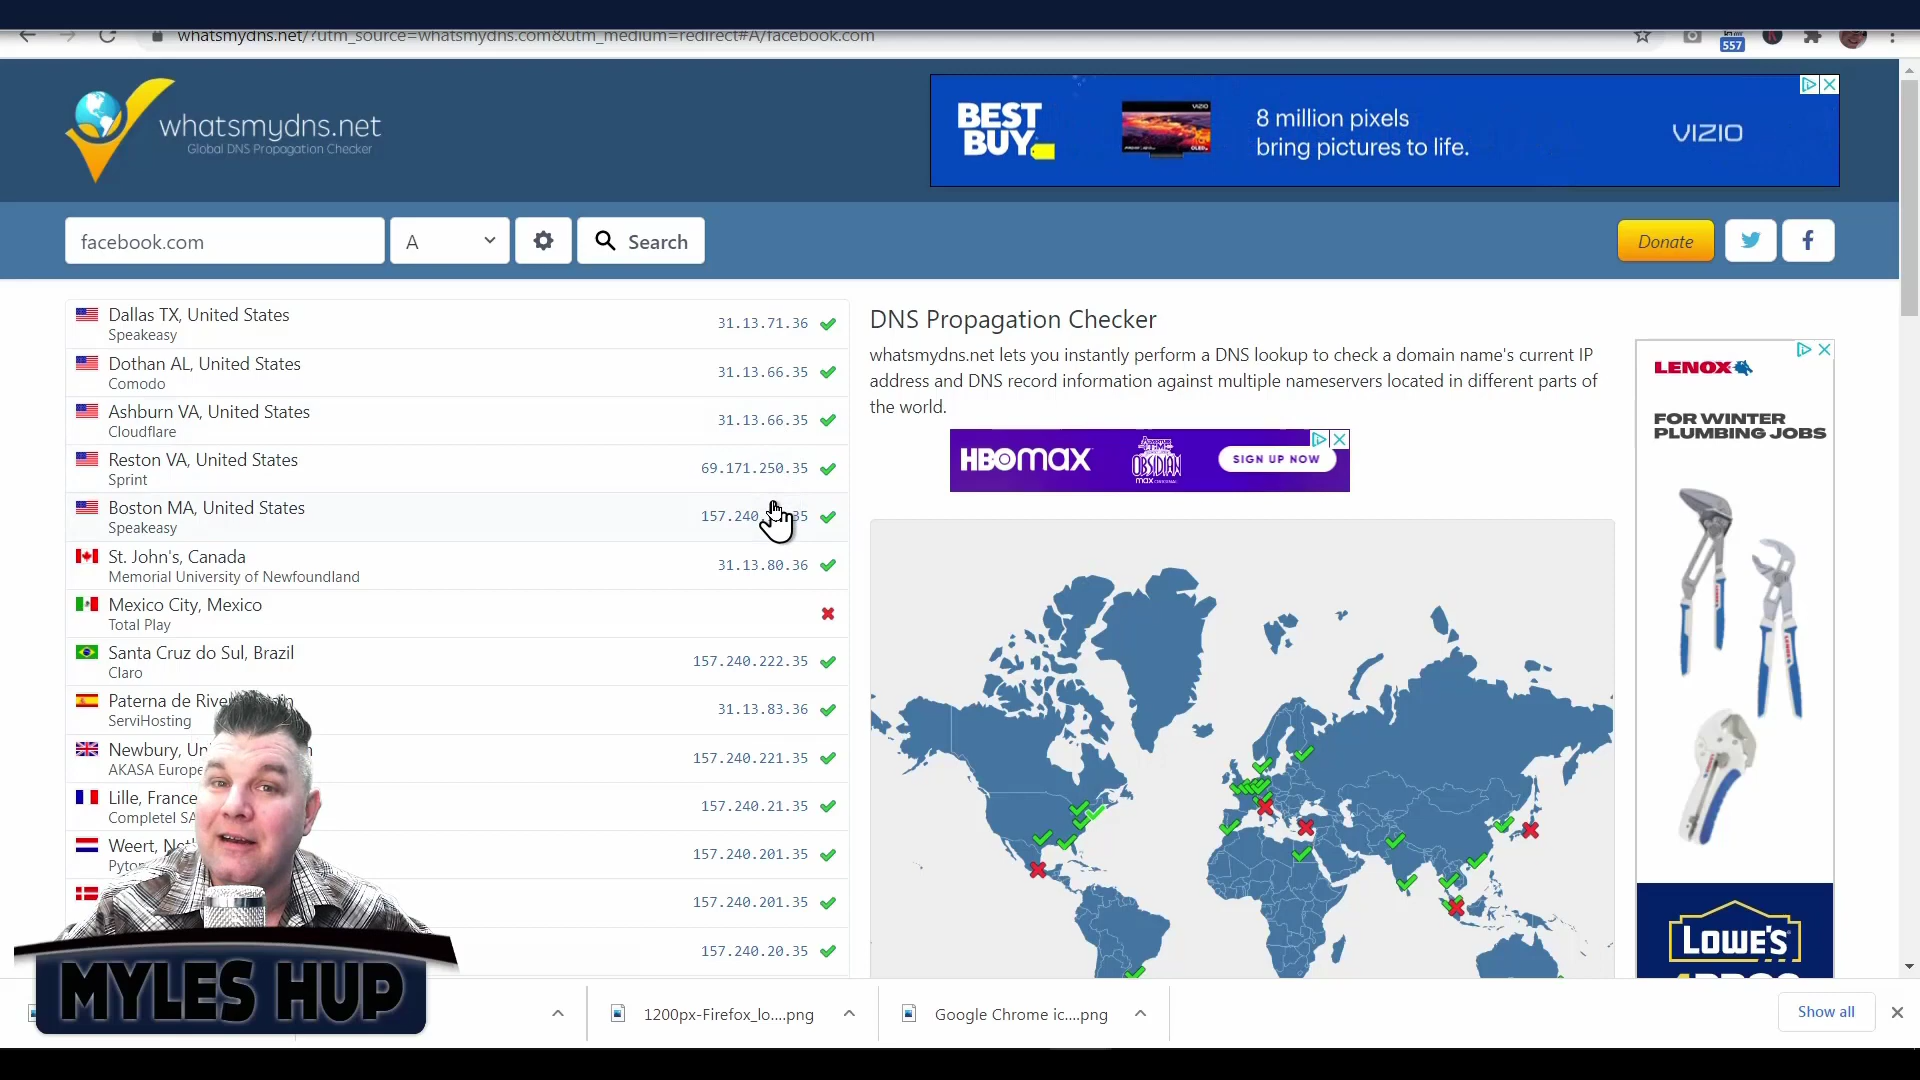 whatsmydns.net/?utm_source=whatsmydns.com&utm_medium=redirect#A/facebook.com
557
whatsmydns.net
Global DNS Propagation Checker
BEST BUY
VIZIO
8 million pixels
bring pictures to life.
VIZIO
facebook.com
A
Search
Donate
Dallas TX, United States
Speakeasy
31.13.71.36
Dothan AL, United States
Comodo
31.13.66.35
Ashburn VA, United States
Cloudflare
31.13.66.35
Reston VA, United States
Sprint
69.171.250.35
Boston MA, United States
Speakeasy
157.240. 35
St. John's, Canada
Memorial University of Newfoundland
31.13.80.36
Mexico City, Mexico
Total Play
Santa Cruz do Sul, Brazil
Claro
157.240.222.35
Paterna de River
ServiHosting
31.13.83.36
Newbury, Un
AKASA Europe
157.240.221.35
Lille, France
Completel SA
157.240.21.35
Weert, Net
Pyto
157.240.201.35
157.240.201.35
157.240.20.35
DNS Propagation Checker
whatsmydns.net lets you instantly perform a DNS lookup to check a domain name's current IP
address and DNS record information against multiple nameservers located in different parts of
the world.
HBOMAX
OBSIDIAN
max
SIGN UP NOW
LENOX
FOR WINTER
PLUMBING JOBS
LOWE'S
MYLES HUP
1200px-Firefox_lo....png
Google Chrome ic....png
Show all